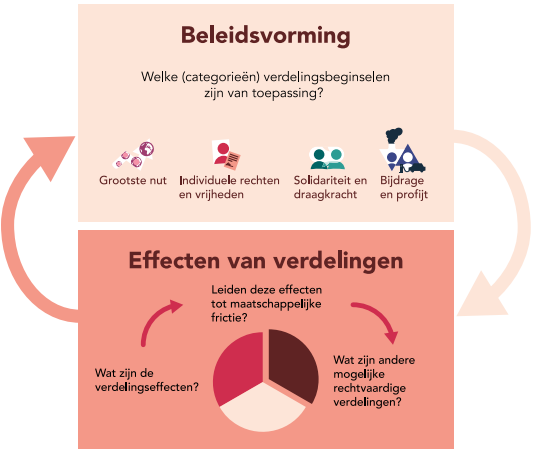 Beleidsvorming
Welke (categorieën) verdelingsbeginselen
zijn van toepassing?
Grootste nut
Individuele rechten
en vrijheden
Solidariteit en
draagkracht
Bijdrage
en profijt
Effecten van verdelingen
Leiden deze effecten
tot maatschappelijke
frictie?
Wat zijn de
verdelingseffecten?
Wat zijn andere
mogelijke
rechtvaardige
verdelingen?